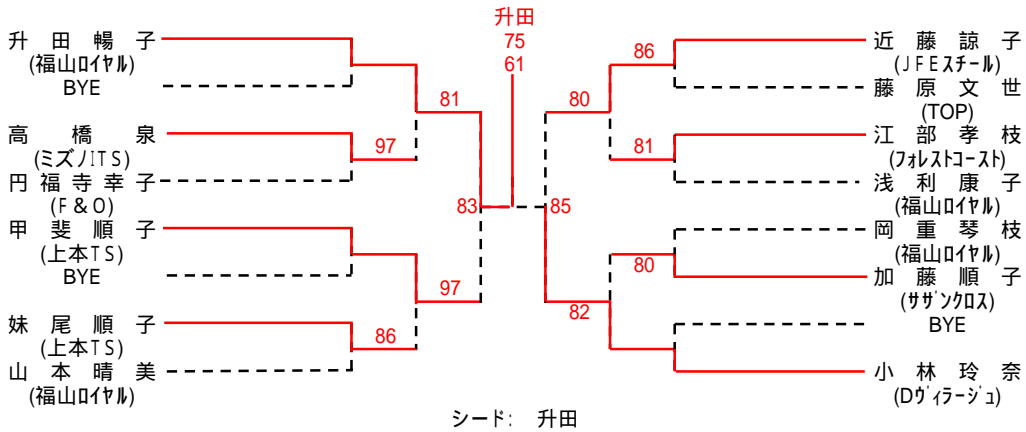 升田
75
61
升田暢子
(福山ロイヤル)
BYE
高橋泉
(ミズノITS)
円福寺幸子
(F&O)
甲斐順子
(上本TS)
BYE
妹尾順子
(上本TS)
山本晴美
(福山ロイヤル)
81
97
83
97
86
86
80
81
85
80
82
近藤諒子
(JFEスチール)
藤原文世
(TOP)
江部孝枝
(フォレストコースト)
浅利康子
(福山ロイヤル)
岡重琴枝
(福山ロイヤル)
加藤順子
(サザンクロス)
BYE
小林玲奈
(Dヴィラージュ)
シード: 升田